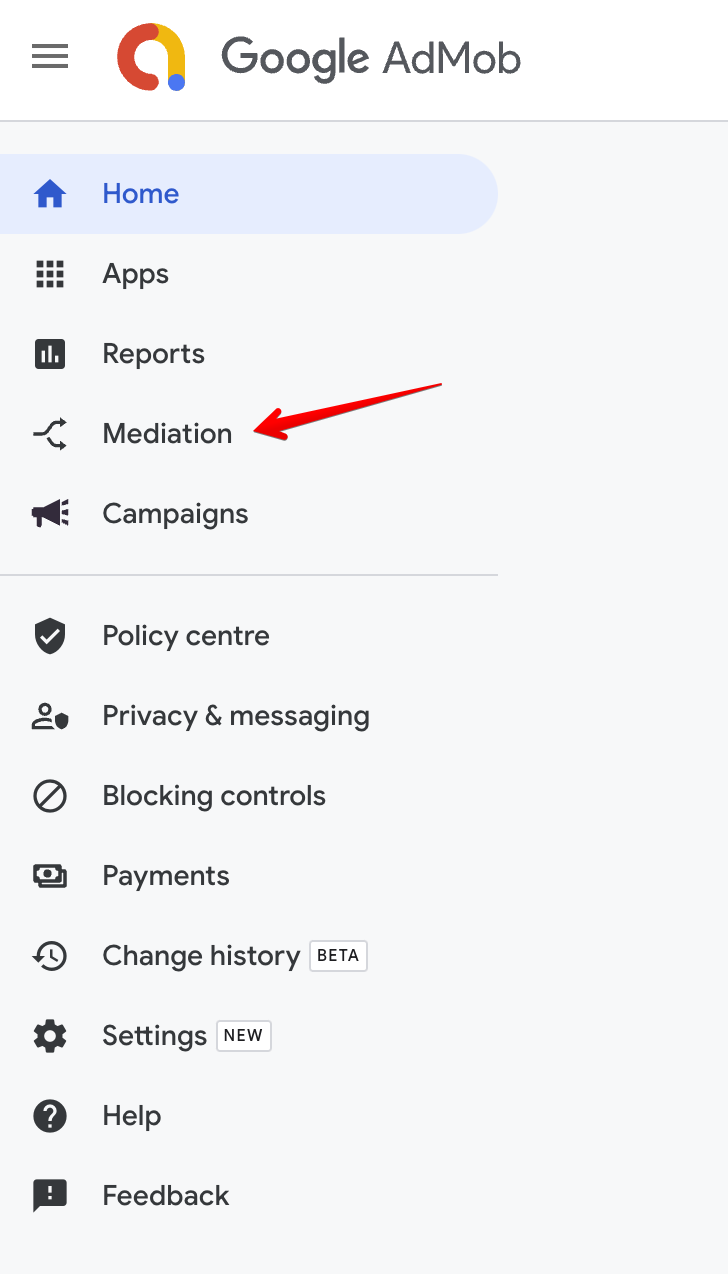 Google AdMob
Home
Apps
Reports
Mediation
Campaigns
Policy centre
Privacy & messaging
Blocking controls
Payments
Change history BETA
Settings NEW
Help
Feedback